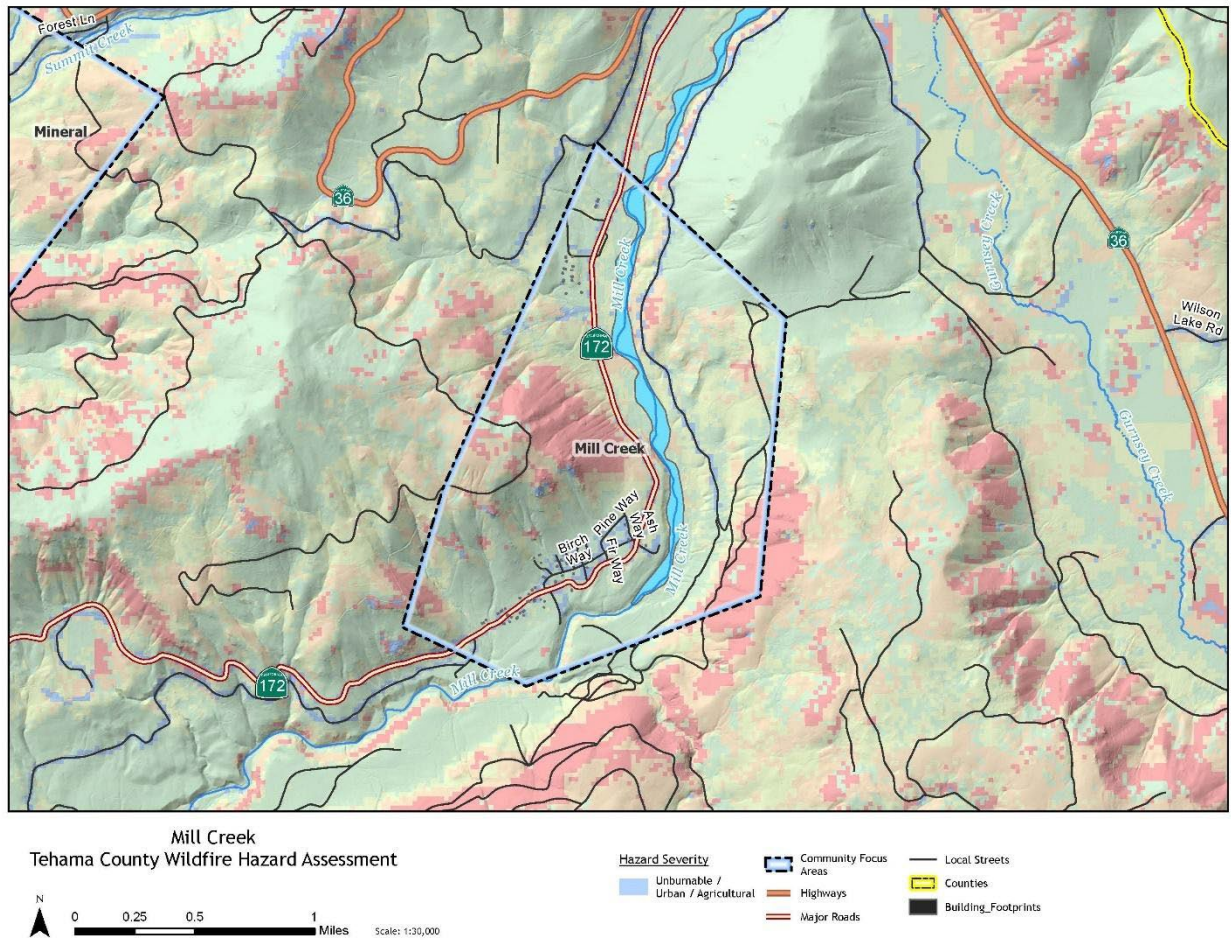 Forest Ln
Summit Creek
Mineral
36
Mill Creek
172
Mill Creek
Pine Way
Ash
Way
Birch
Way
Fir Way
Mill Creek
172
Mill Creek
Gurnsey Creek
36
Wilson
Lake Rd
Gurnsey Creek
Mill Creek
Tehama County Wildfire Hazard Assessment
N
0 0.25 0.5 1
Miles Scale: 1:30,000
Hazard Severity
Unburnable /
Urban / Agricultural
Community Focus
Areas
Highways
Major Roads
Local Streets
Counties
Building_Footprints